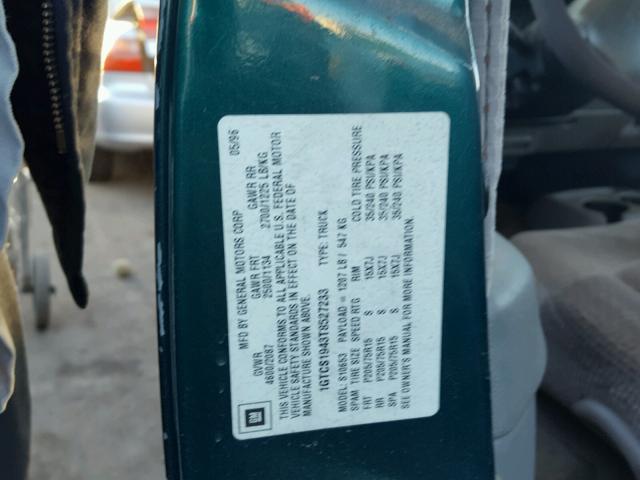 MFD BY GENERAL MOTORS CORP 05/96
GVWR GAWR FRT GAWR RR
4600/2087 2500/1134 2700/1225 LB/KG
THIS VEHICLE CONFORMS TO ALL APPLICABLE U.S. FEDERAL MOTOR
VEHICLE SAFETY STANDARDS IN EFFECT ON THE DATE OF
MANUFACTURE SHOWN ABOVE.
1GTCS1943T8527233 TYPE: TRUCK
MODEL: S10653 PAYLOAD = 1207 LB / 547 KG
SPAM TIRE SIZE SPEED RTG RIM COLD TIRE PRESSURE
FRT P205/75R15 S 15X7J 35/240 PSI/KPA
RR P205/75R15 S 15X7J 35/240 PSI/KPA
SPA P205/75R15 S 15X7J 35/240 PSI/KPA
SEE OWNER'S MANUAL FOR MORE INFORMATION.
GM